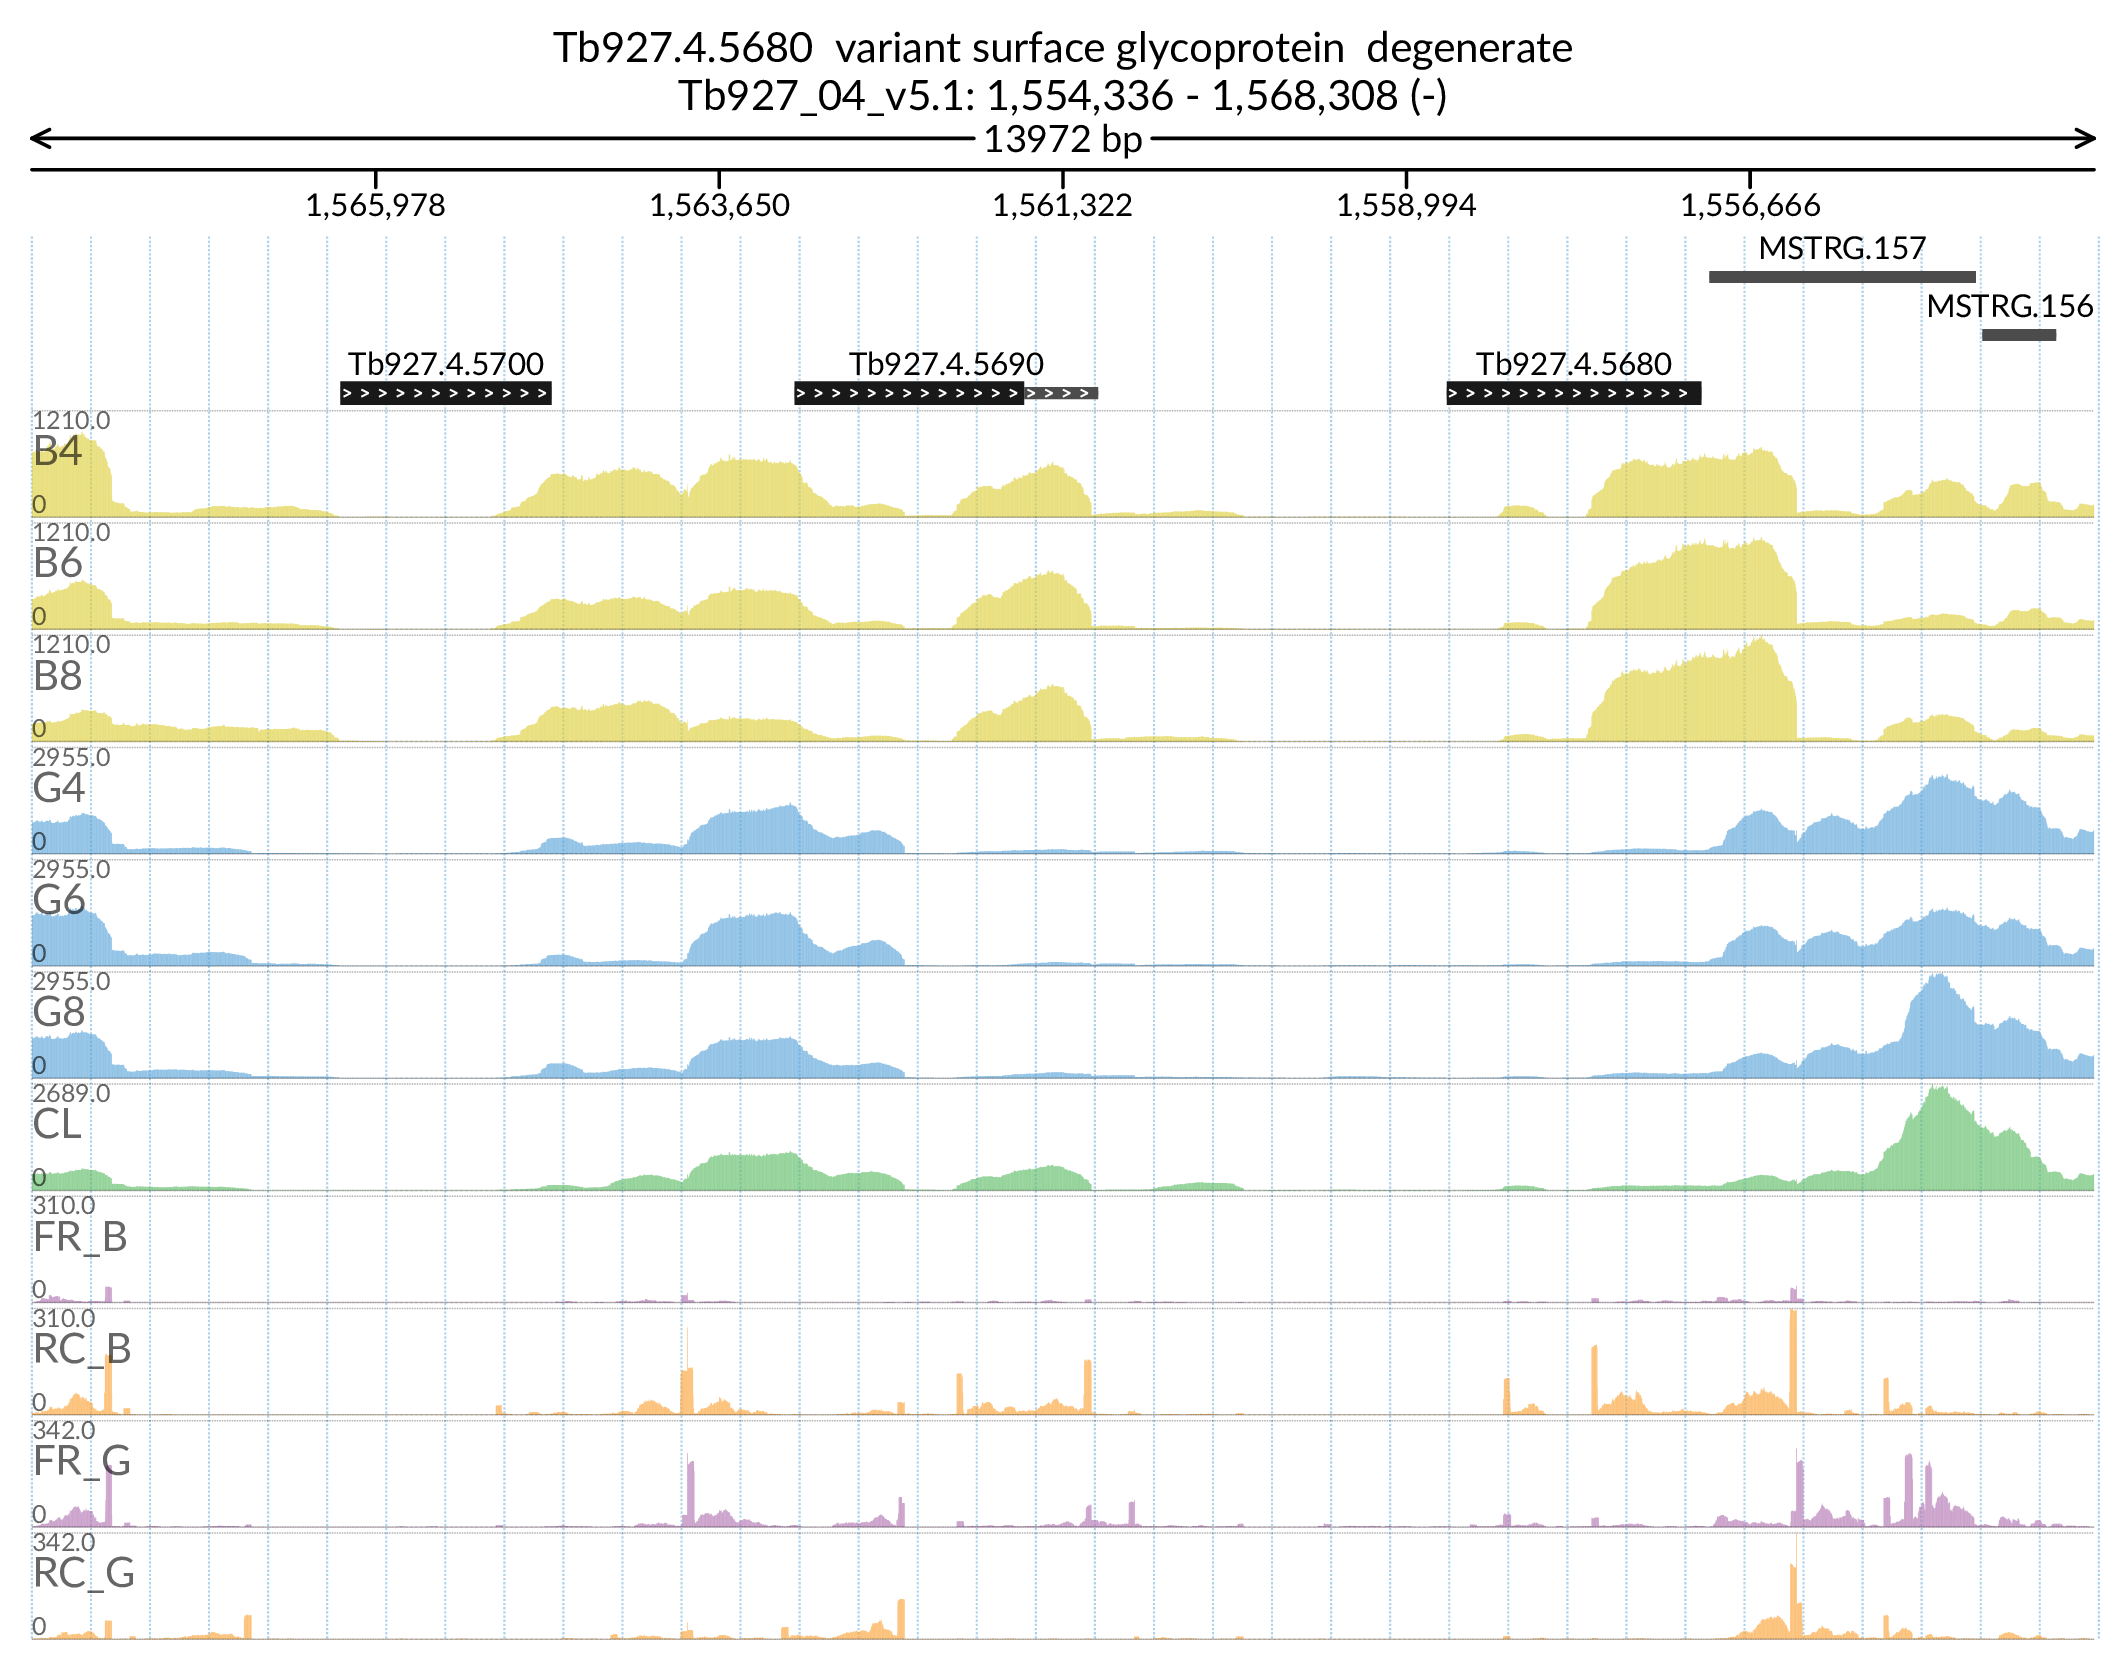 Tb927.4.5680  variant surface glycoprotein  degenerate
Tb927_04_v5.1: 1,554,336 - 1,568,308 (-)
13972 bp
1,565,978 1,563,650 1,561,322 1,558,994 1,556,666
MSTRG.157
MSTRG.156
Tb927.4.5700 Tb927.4.5690 Tb927.4.5680
1210.0
B4
0
1210.0
B6
0
1210.0
B8
0
2955.0
G4
0
2955.0
G6
0
2955.0
G8
0
2689.0
CL
0
310.0
FR_B
0
310.0
RC_B
0
342.0
FR_G
0
342.0
RC_G
0